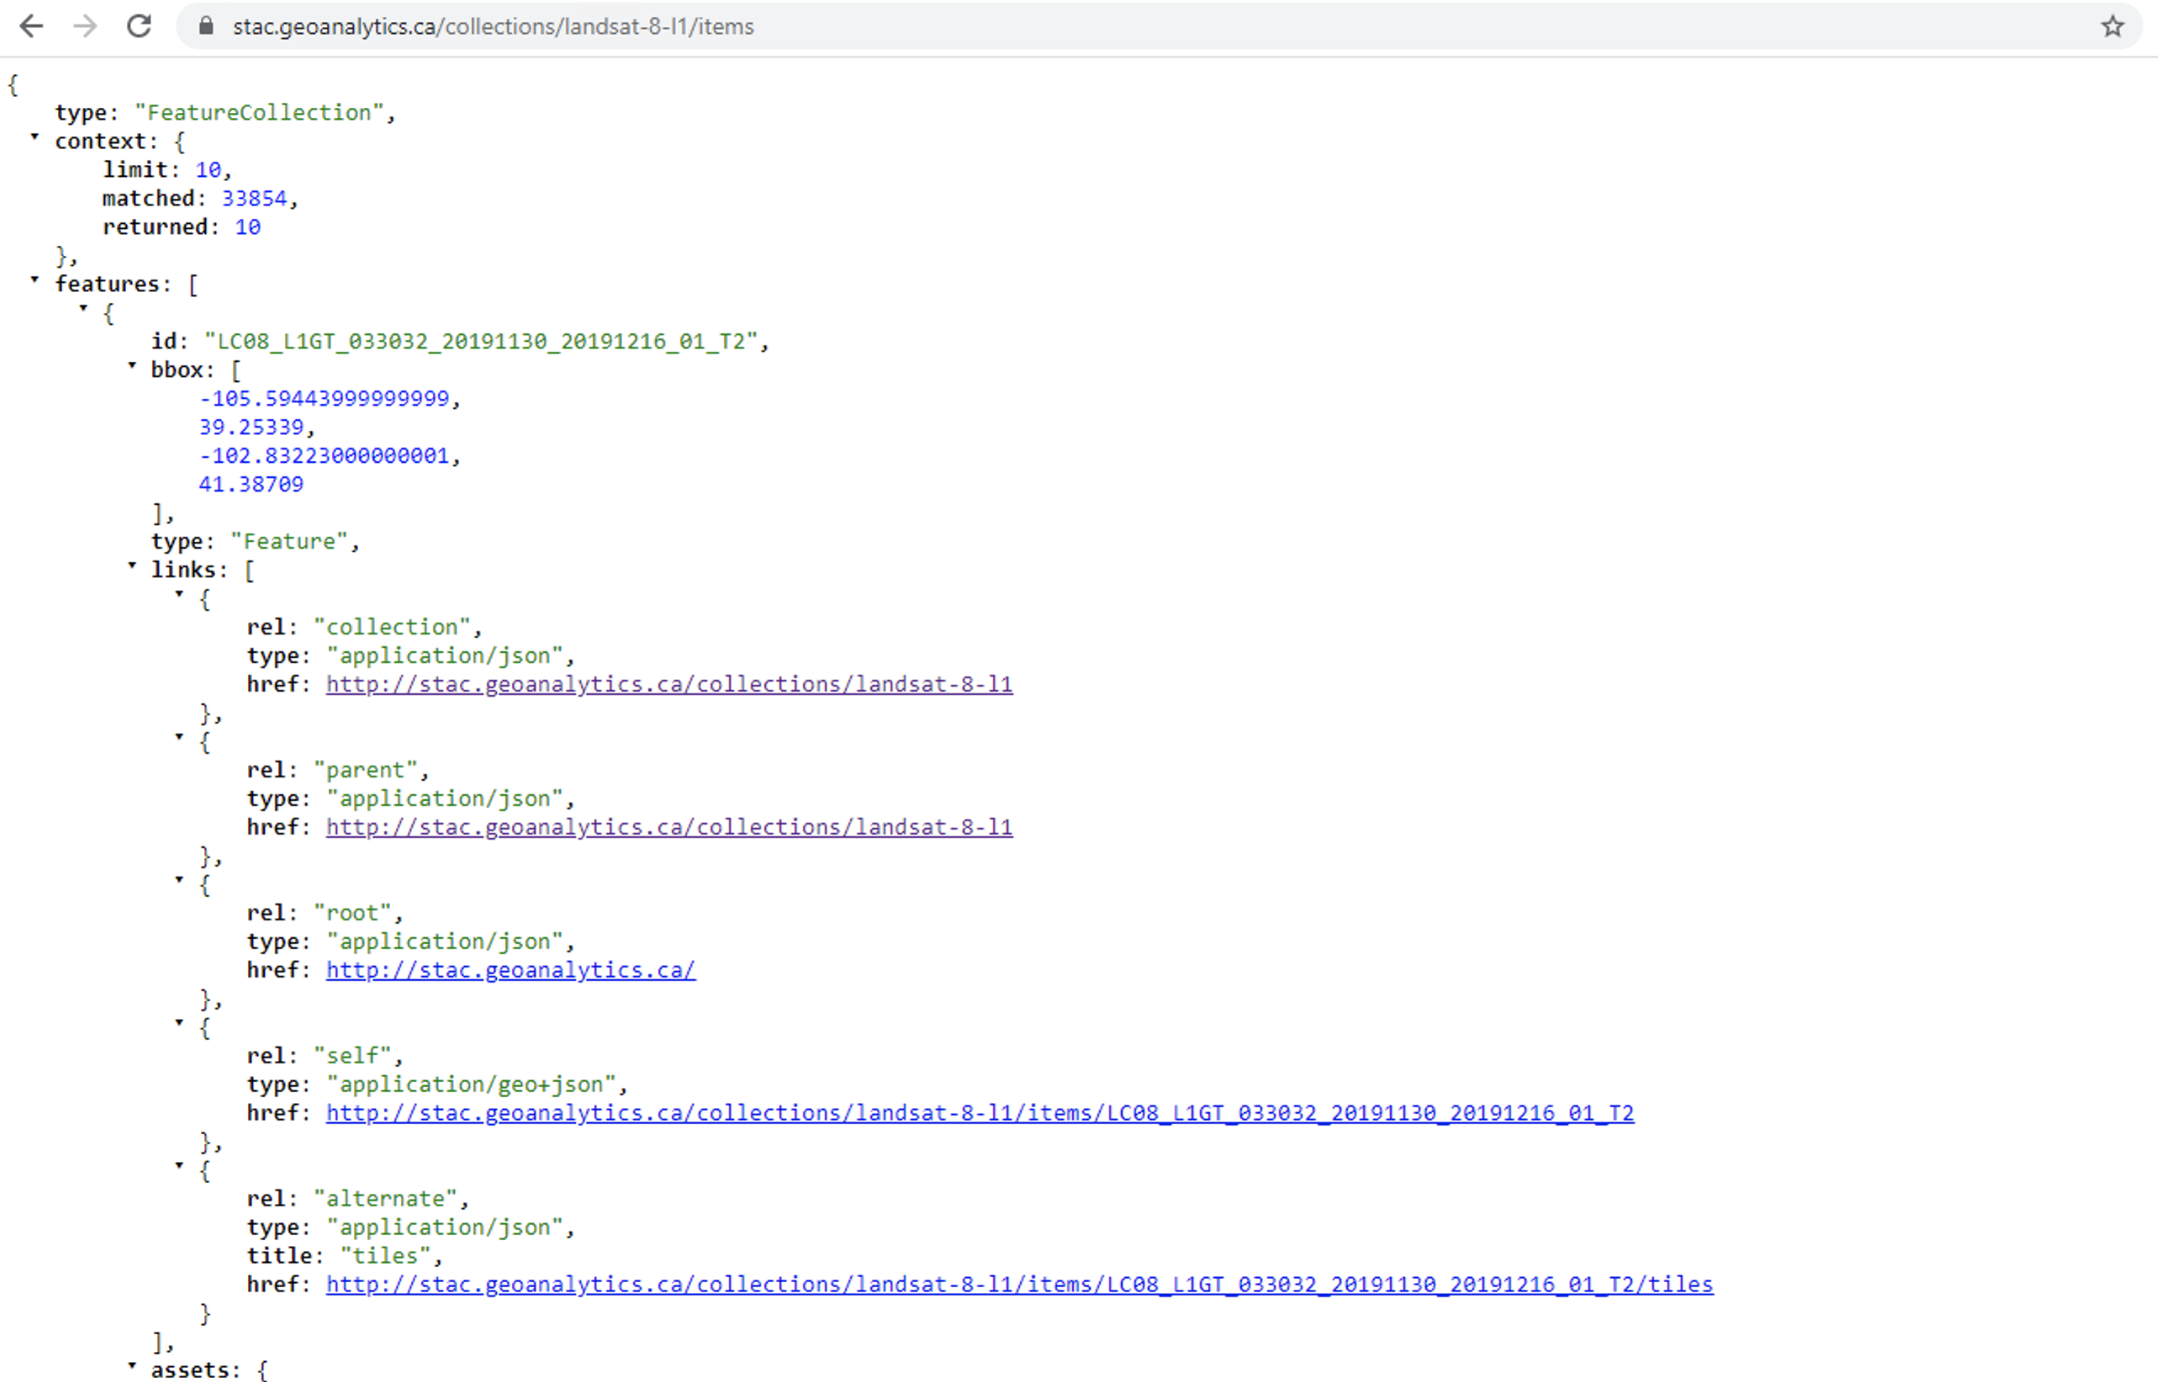 stac.geoanalytics.ca/collections/landsat-8-l1/items
{
type: "FeatureCollection",
context: {
limit: 10,
matched: 33854,
returned: 10
},
features: [
{
id: "LC08_L1GT_033032_20191130_20191216_01_T2",
bbox: [
-105.59443999999999,
39.25339,
-102.83223000000001,
41.38709
],
type: "Feature",
links: [
{
rel: "collection",
type: "application/json",
href: http://stac.geoanalytics.ca/collections/landsat-8-l1
},
{
rel: "parent",
type: "application/json",
href: http://stac.geoanalytics.ca/collections/landsat-8-l1
},
{
rel: "root",
type: "application/json",
href: http://stac.geoanalytics.ca/
},
{
rel: "self",
type: "application/geo+json",
href: http://stac.geoanalytics.ca/collections/landsat-8-l1/items/LC08_L1GT_033032_20191130_20191216_01_T2
},
{
rel: "alternate",
type: "application/json",
title: "tiles",
href: http://stac.geoanalytics.ca/collections/landsat-8-l1/items/LC08_L1GT_033032_20191130_20191216_01_T2/tiles
}
],
assets: {